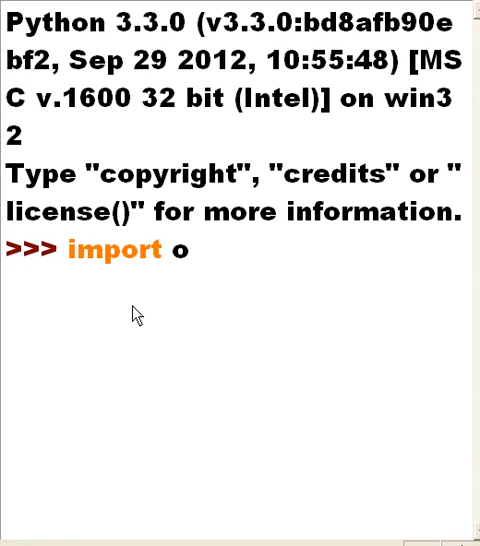 Python 3.3.0 (v3.3.0:bd8afb90e
bf2, Sep 29 2012, 10:55:48) [MS
C v.1600 32 bit (Intel)] on win3
2
Type "copyright", "credits" or "
license()" for more information.
>>> import o